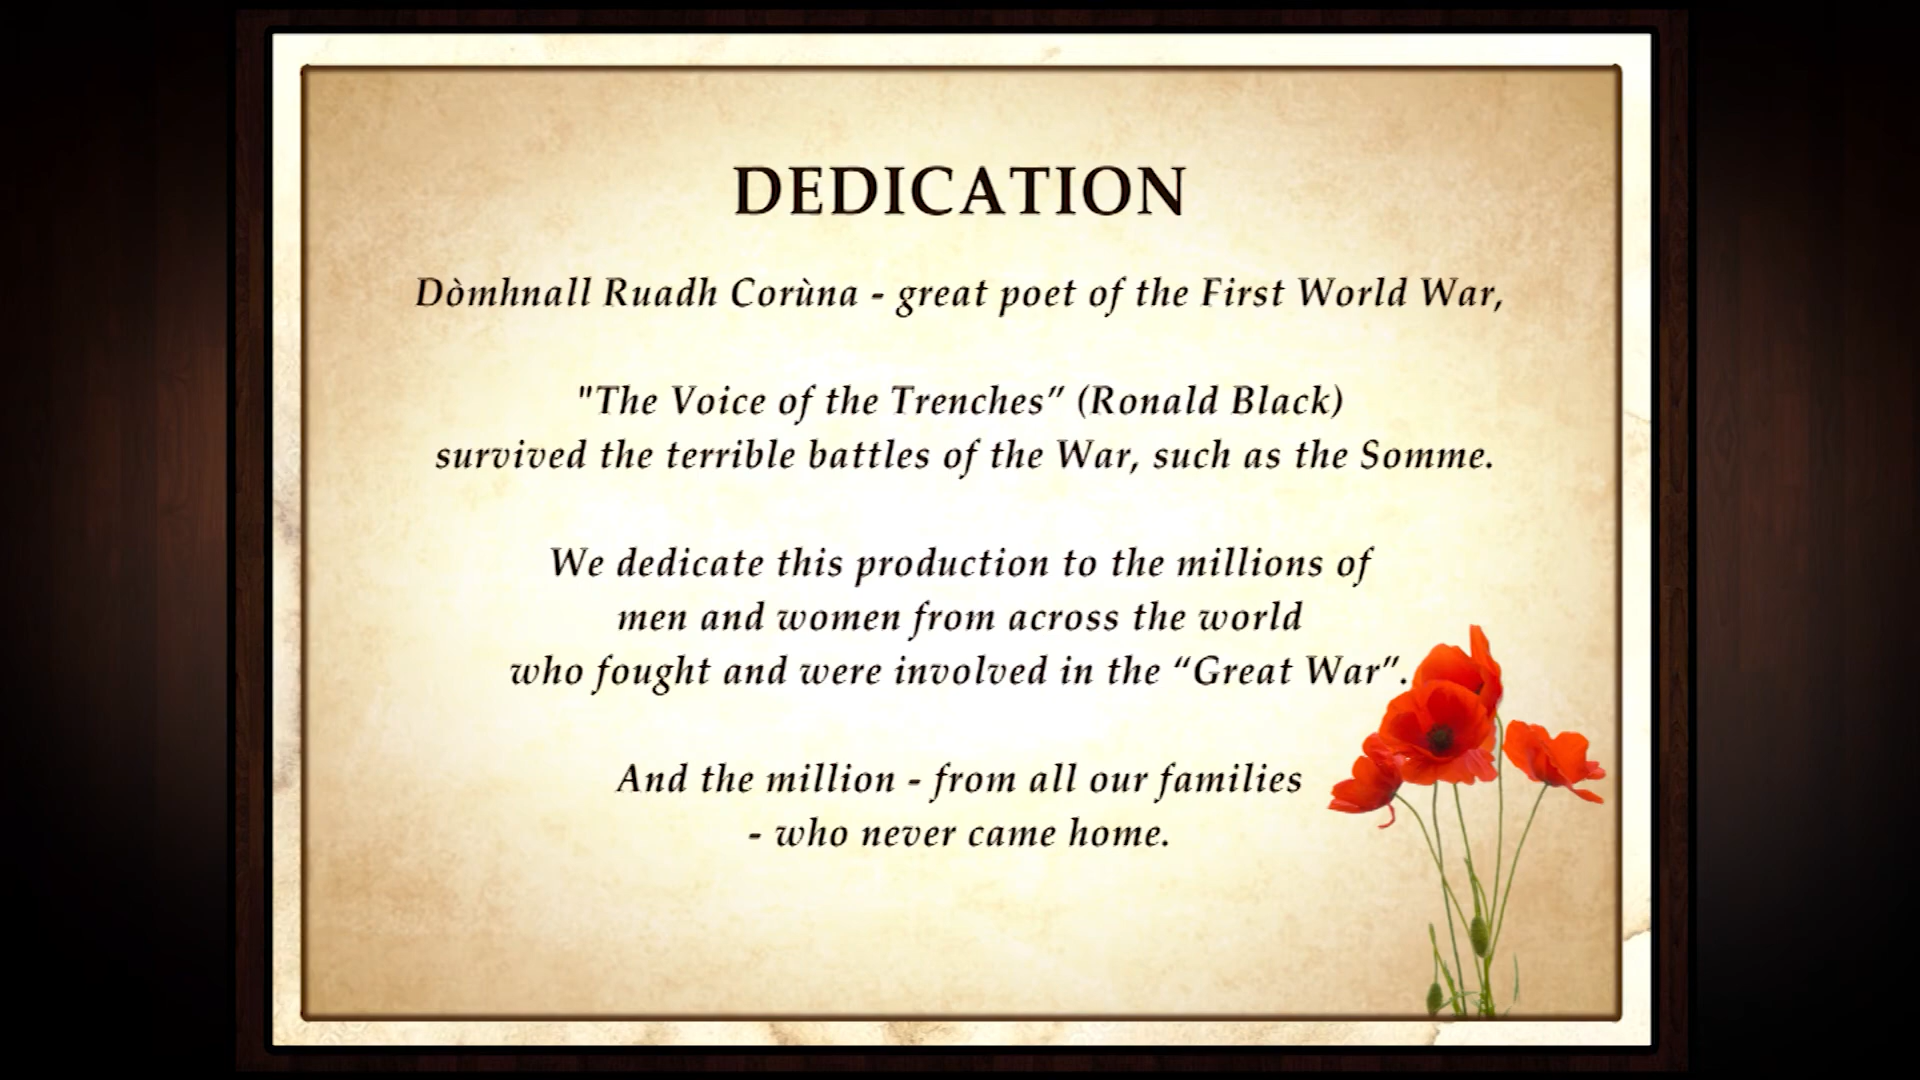 DEDICATION
Dòmhnall Ruadh Corùna - great poet of the First World War,
"The Voice of the Trenches” (Ronald Black)
survived the terrible battles of the War, such as the Somme.
We dedicate this production to the millions of
men and women from across the world
who fought and were involved in the “Great War”.
And the million - from all our families
- who never came home.